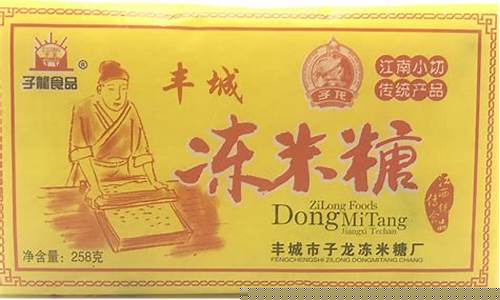 子龍食品®
丰城
子龙
江南小切
传统产品
冻米糖
ZiLong Foods
DongMiTang
Jiangxi Techan
净含量：258克
丰城市子龙冻米糖厂
FENGCHENGSHI ZILONG DONGMITANG CHANG